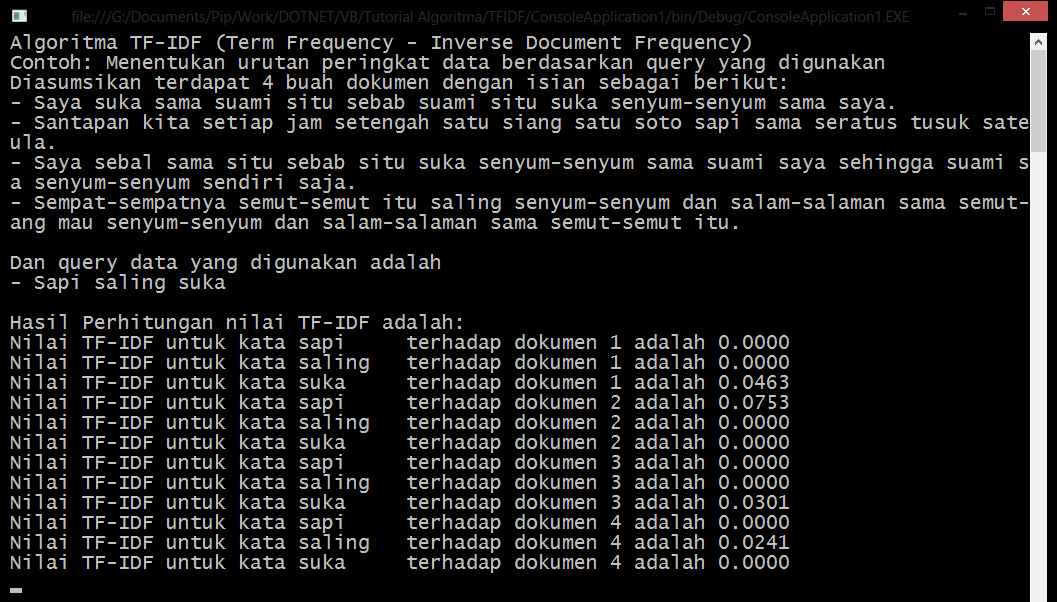 file:///G:/Documents/Pip/Work/DOTNET/VB/Tutorial Algoritma/TFIDF/ConsoleApplication1/bin/Debug/ConsoleApplication1.EXE
Algoritma TF-IDF (Term Frequency - Inverse Document Frequency)
Contoh: Menentukan urutan peringkat data berdasarkan query yang digunakan
Diasumsikan terdapat 4 buah dokumen dengan isian sebagai berikut:
- Saya suka sama suami situ sebab suami situ suka senyum-senyum sama saya.
- Santapan kita setiap jam setengah satu siang satu soto sapi sama seratus tusuk sate
ula.
- Saya sebal sama situ sebab situ suka senyum-senyum sama suami saya sehingga suami s
a senyum-senyum sendiri saja.
- Sempat-sempatnya semut-semut itu saling senyum-senyum dan salam-salaman sama semut-
ang mau senyum-senyum dan salam-salaman sama semut-semut itu.
Dan query data yang digunakan adalah
- Sapi saling suka
Hasil Perhitungan nilai TF-IDF adalah:
Nilai TF-IDF untuk kata sapi terhadap dokumen 1 adalah 0.0000
Nilai TF-IDF untuk kata saling terhadap dokumen 1 adalah 0.0000
Nilai TF-IDF untuk kata suka terhadap dokumen 1 adalah 0.0463
Nilai TF-IDF untuk kata sapi terhadap dokumen 2 adalah 0.0753
Nilai TF-IDF untuk kata saling terhadap dokumen 2 adalah 0.0000
Nilai TF-IDF untuk kata suka terhadap dokumen 2 adalah 0.0000
Nilai TF-IDF untuk kata sapi terhadap dokumen 3 adalah 0.0000
Nilai TF-IDF untuk kata saling terhadap dokumen 3 adalah 0.0000
Nilai TF-IDF untuk kata suka terhadap dokumen 3 adalah 0.0301
Nilai TF-IDF untuk kata sapi terhadap dokumen 4 adalah 0.0000
Nilai TF-IDF untuk kata saling terhadap dokumen 4 adalah 0.0241
Nilai TF-IDF untuk kata suka terhadap dokumen 4 adalah 0.0000